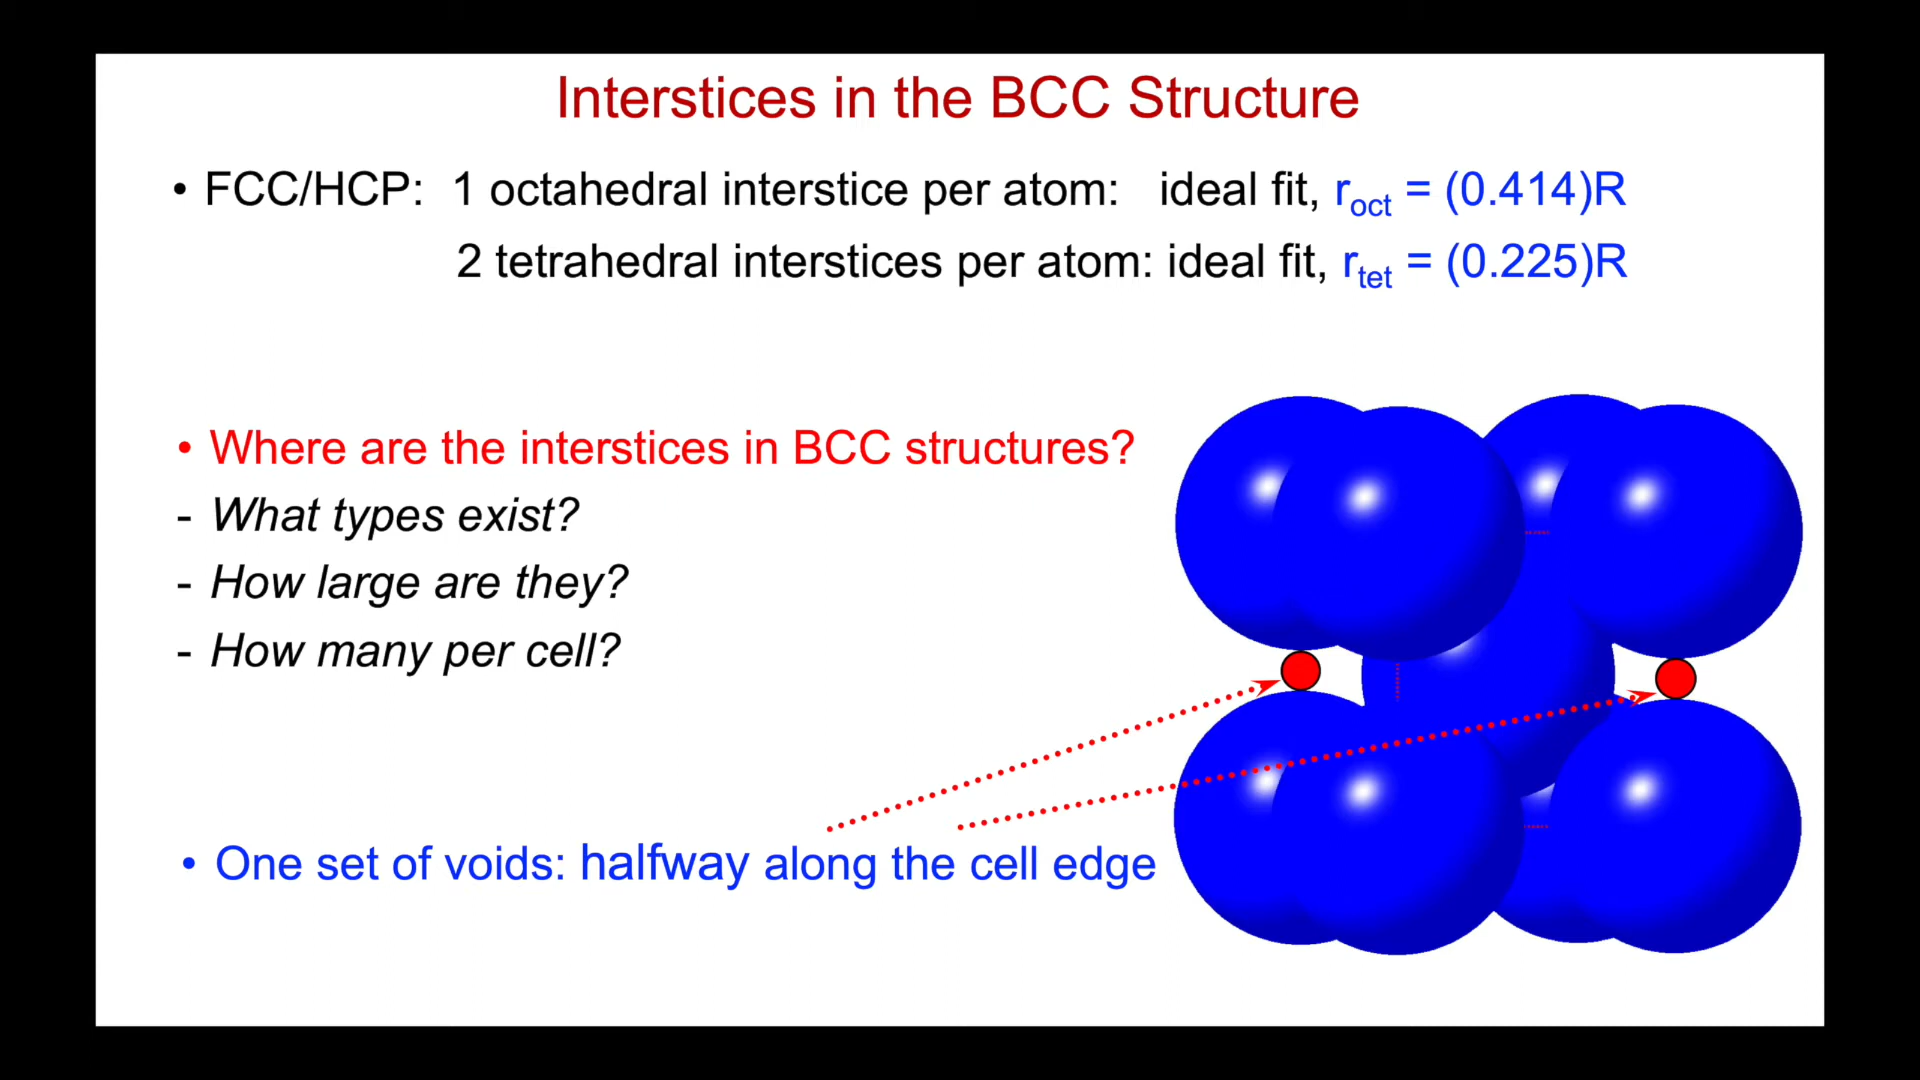 Interstices in the BCC Structure
• FCC/HCP: 1 octahedral interstice per atom: ideal fit, roct = (0.414)R
2 tetrahedral interstices per atom: ideal fit, rtet = (0.225)R
• Where are the interstices in BCC structures?
- What types exist?
- How large are they?
- How many per cell?
• One set of voids: halfway along the cell edge